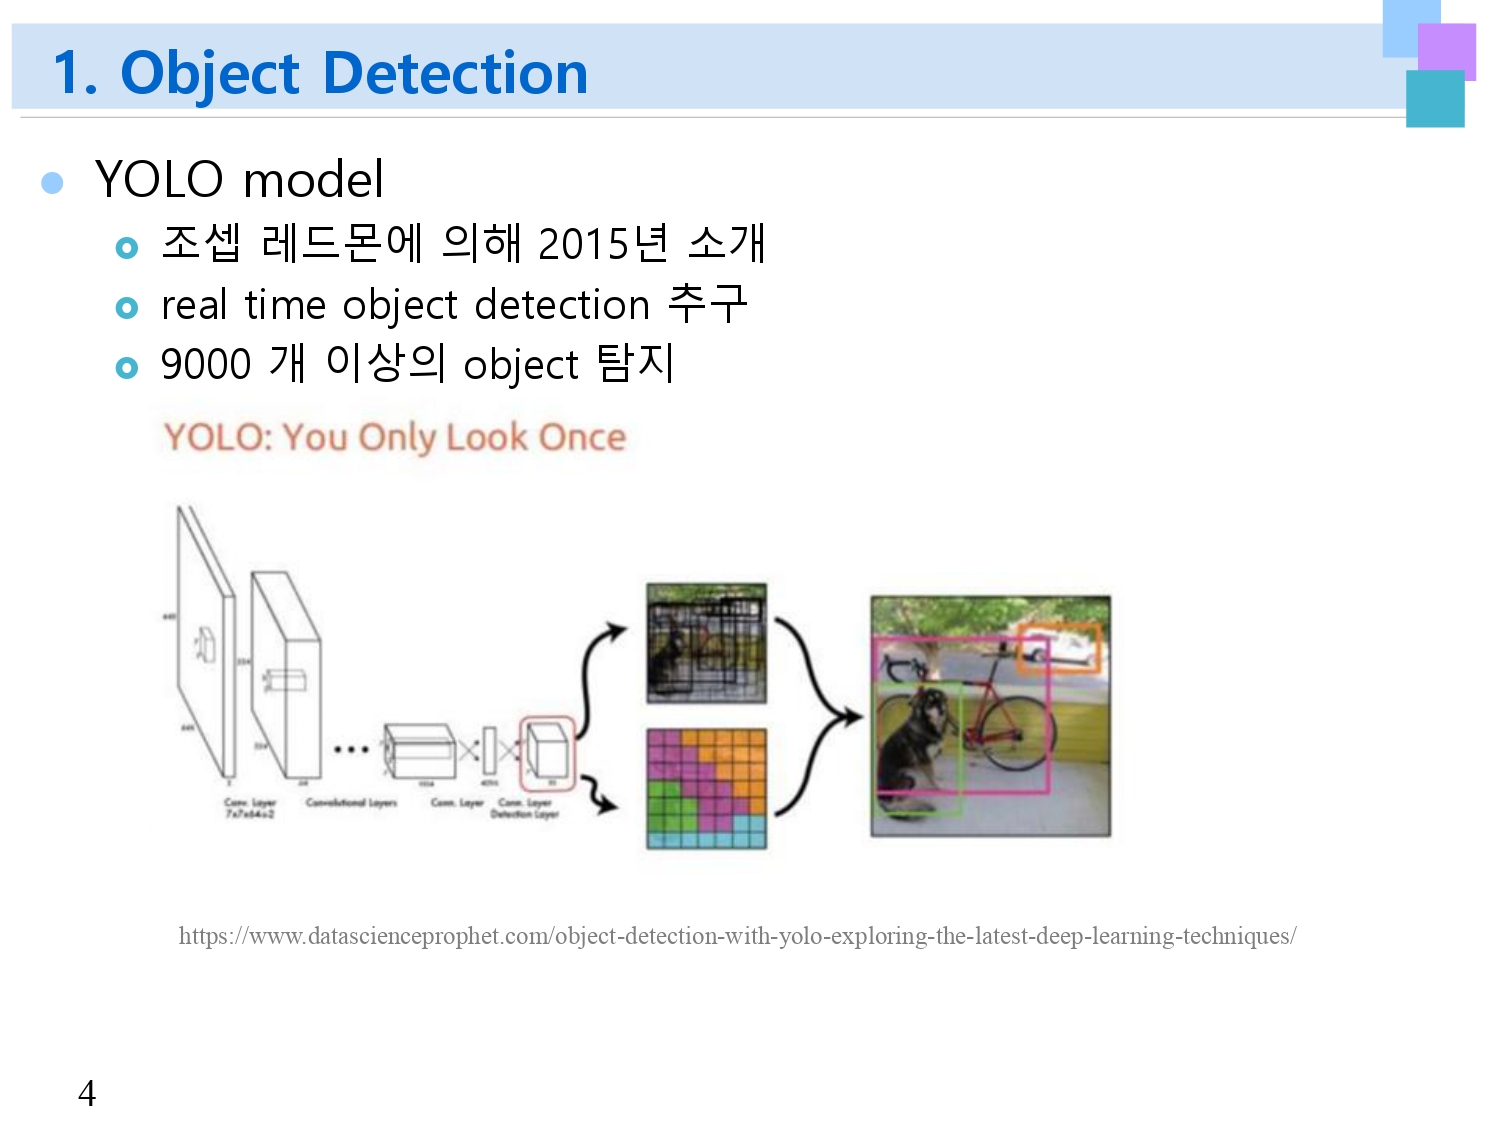 1. Object Detection
YOLO model
조셉 레드몬에 의해 2015년 소개
real time object detection 추구
9000 개 이상의 object 탐지
YOLO: You Only Look Once
Conv. Layer
7x7x64-s-2
Convolutional Layers
Conn. Layer
Conn. Layer
Detection Layer
https://www.datascienceprophet.com/object-detection-with-yolo-exploring-the-latest-deep-learning-techniques/
4